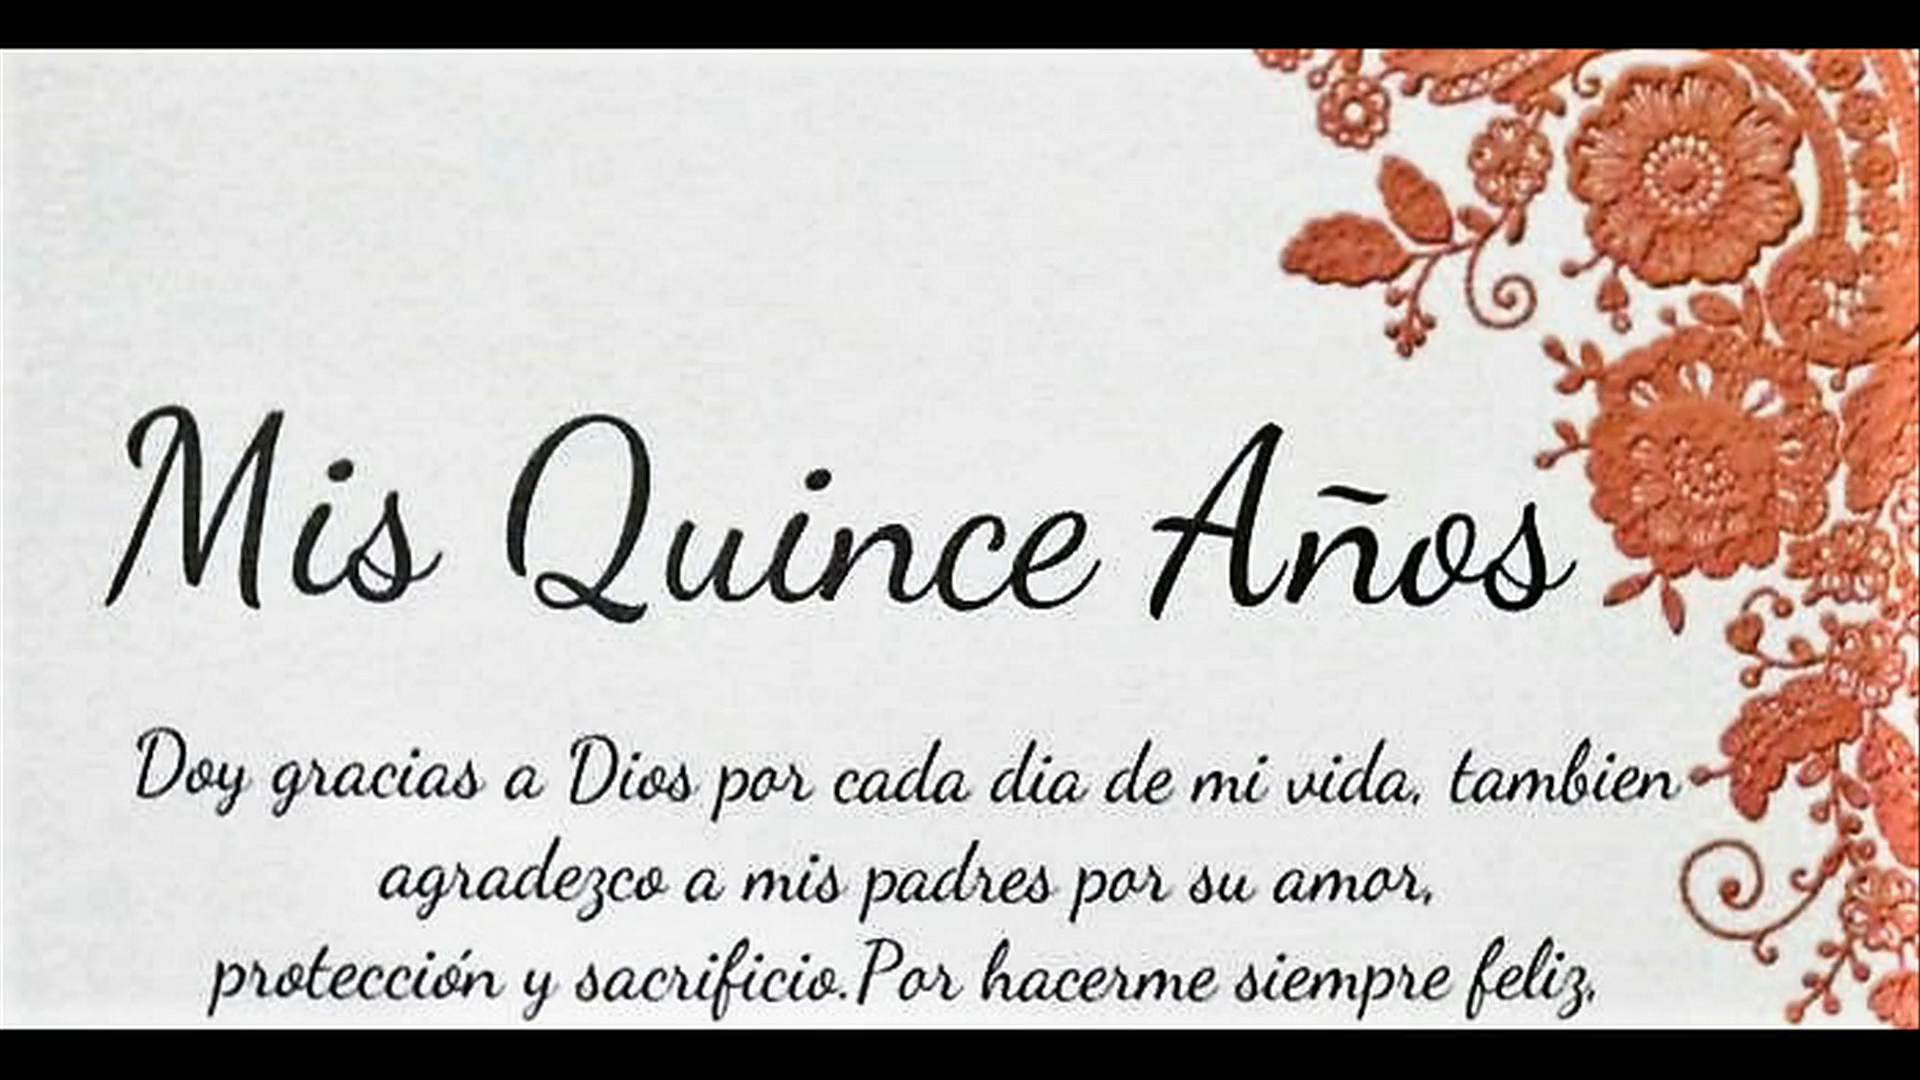 Mis Quince Años
Doy gracias a Dios por cada dia de mi vida, tambien
agradezco a mis padres por su amor,
protección y sacrificio.Por hacerme siempre feliz,